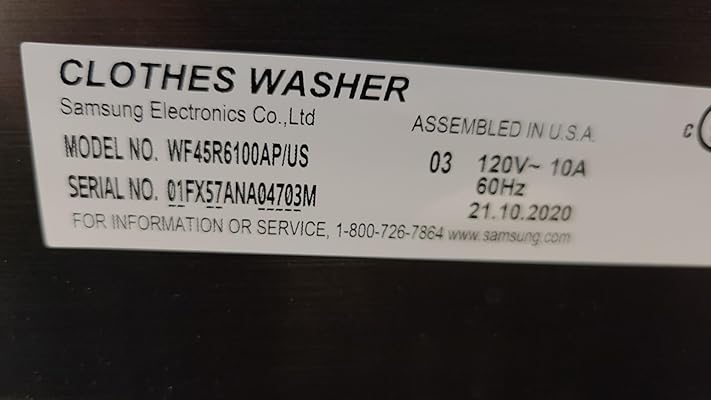 CLOTHES WASHER
Samsung Electronics Co.,Ltd
ASSEMBLED IN U.S.A.
MODEL NO. WF45R6100AP/US
03 120V~ 10A
60Hz
SERIAL NO. 01FX57ANA04703M
21.10.2020
FOR INFORMATION OR SERVICE, 1-800-726-7864 www.samsung.com
C